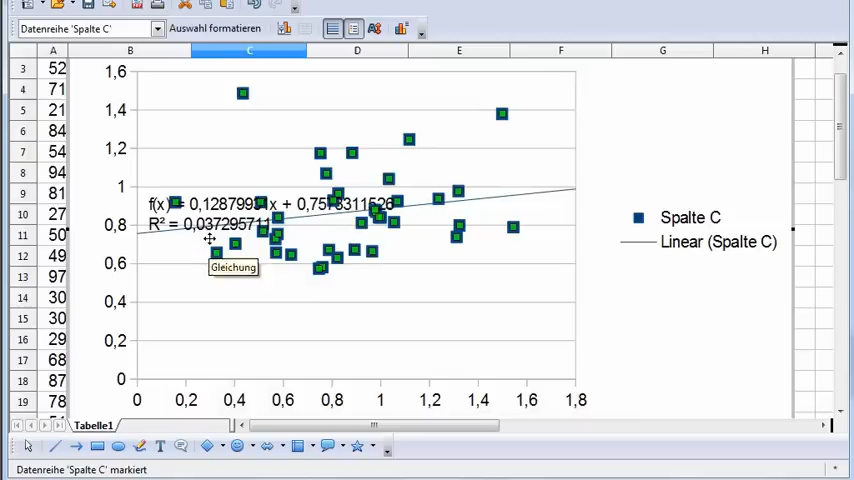 Datenreihe 'Spalte C'
Auswahl formatieren
A B C D E F G H
3 52
4 71
5 21
6 84
7 54
8 94
9 81
10 27
11 50
12 49
13 97
14 30
15 30
16 29
17 68
18 87
19 78
1,6
1,4
1,2
1
0,8
0,6
0,4
0,2
0
0 0,2 0,4 0,6 0,8 1 1,2 1,4 1,6 1,8
R² = 0,037295711
Gleichung
Spalte C
Linear (Spalte C)
Tabelle1
Datenreihe 'Spalte C' markiert